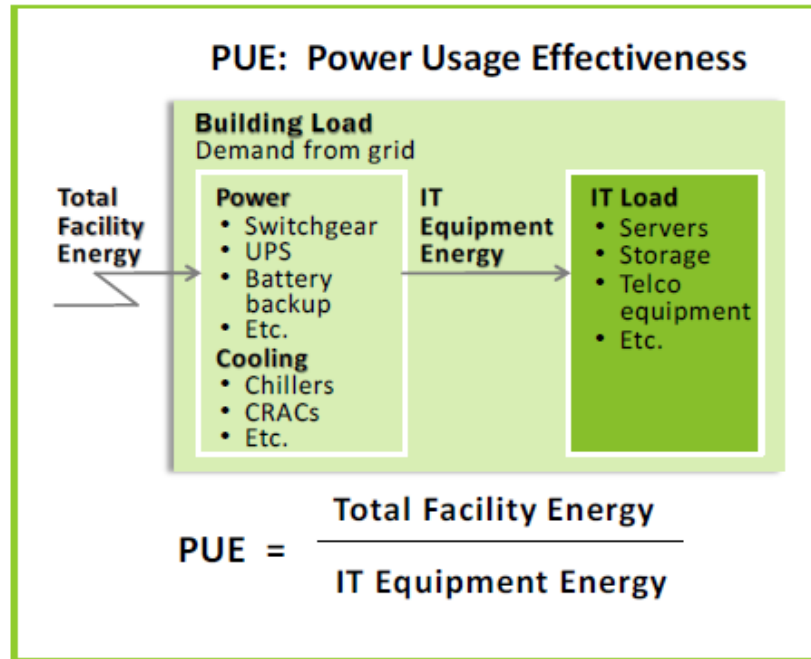 PUE: Power Usage Effectiveness
Building Load
Demand from grid
Total
Facility
Energy
Power
• Switchgear
• UPS
• Battery
backup
• Etc.
Cooling
• Chillers
• CRACs
• Etc.
IT
Equipment
Energy
IT Load
• Servers
• Storage
• Telco
equipment
• Etc.
PUE =
Total Facility Energy
IT Equipment Energy